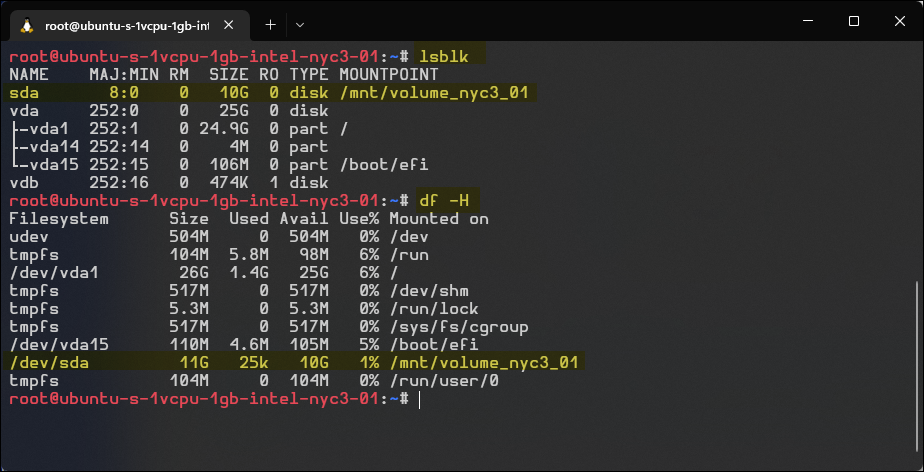 root@ubuntu-s-1vcpu-1gb-int
root@ubuntu-s-1vcpu-1gb-intel-nyc3-01:~# lsblk
NAME    MAJ:MIN RM  SIZE RO TYPE MOUNTPOINT
sda       8:0    0   10G  0 disk /mnt/volume_nyc3_01
vda     252:0    0   25G  0 disk
├─vda1  252:1    0 24.9G  0 part /
├─vda14 252:14   0    4M  0 part
└─vda15 252:15   0  106M  0 part /boot/efi
vdb     252:16   0  474K  1 disk
root@ubuntu-s-1vcpu-1gb-intel-nyc3-01:~# df -H
Filesystem      Size  Used Avail Use% Mounted on
udev            504M     0  504M   0% /dev
tmpfs           104M  5.8M   98M   6% /run
/dev/vda1        26G  1.4G   25G   6% /
tmpfs           517M     0  517M   0% /dev/shm
tmpfs           5.3M     0  5.3M   0% /run/lock
tmpfs           517M     0  517M   0% /sys/fs/cgroup
/dev/vda15      110M  4.6M  105M   5% /boot/efi
/dev/sda         11G   25k   10G   1% /mnt/volume_nyc3_01
tmpfs           104M     0  104M   0% /run/user/0
root@ubuntu-s-1vcpu-1gb-intel-nyc3-01:~#